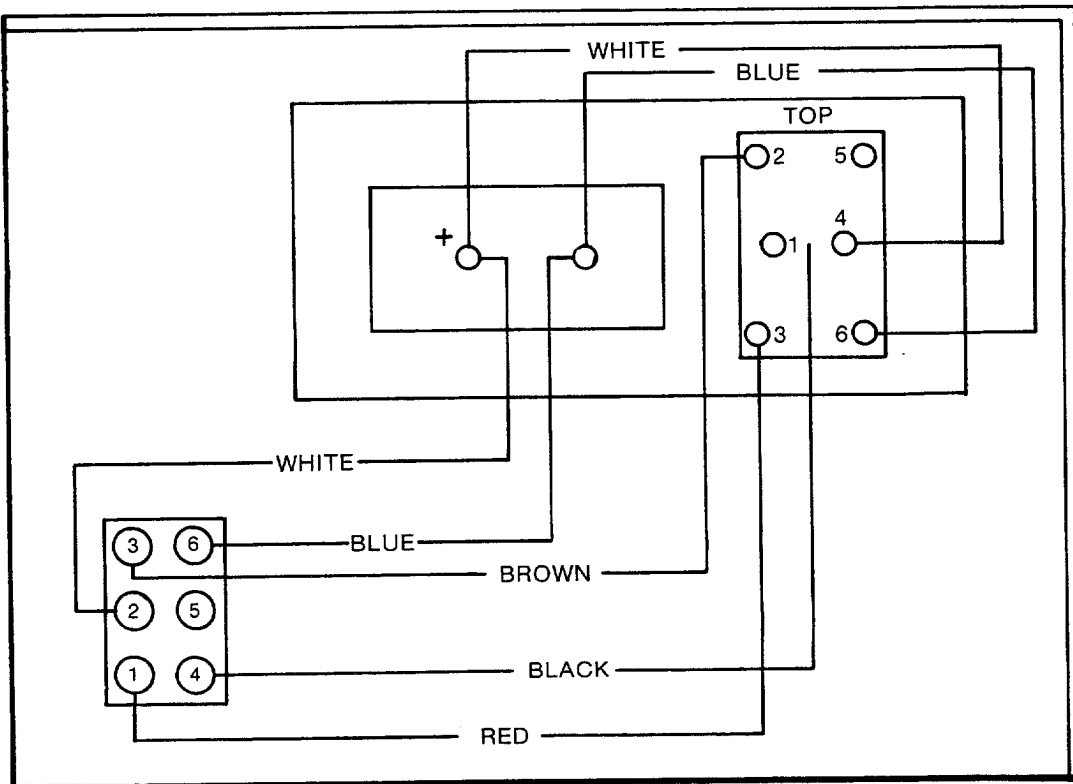 WHITE
BLUE
TOP
2 5
+
1 4
3 6
WHITE
3 6
BLUE
BROWN
2 5
1 4
BLACK
RED